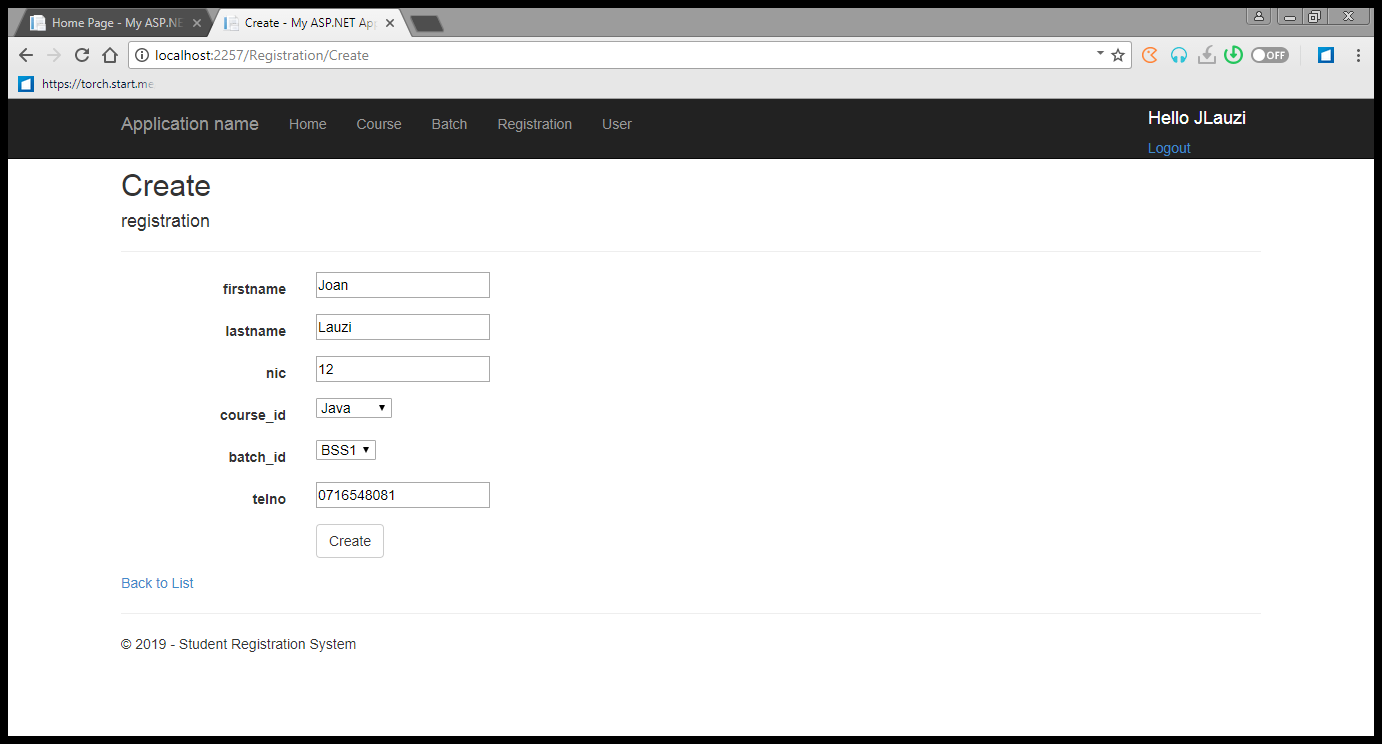 Home Page - My ASP.NE
Create - My ASP.NET Ap
localhost:2257/Registration/Create
OFF
https://torch.start.me
Application name Home Course Batch Registration User
Hello JLauzi
Logout
Create
registration
firstname Joan
lastname Lauzi
nic 12
course_id Java
batch_id BSS1
telno 0716548081
Create
Back to List
© 2019 - Student Registration System